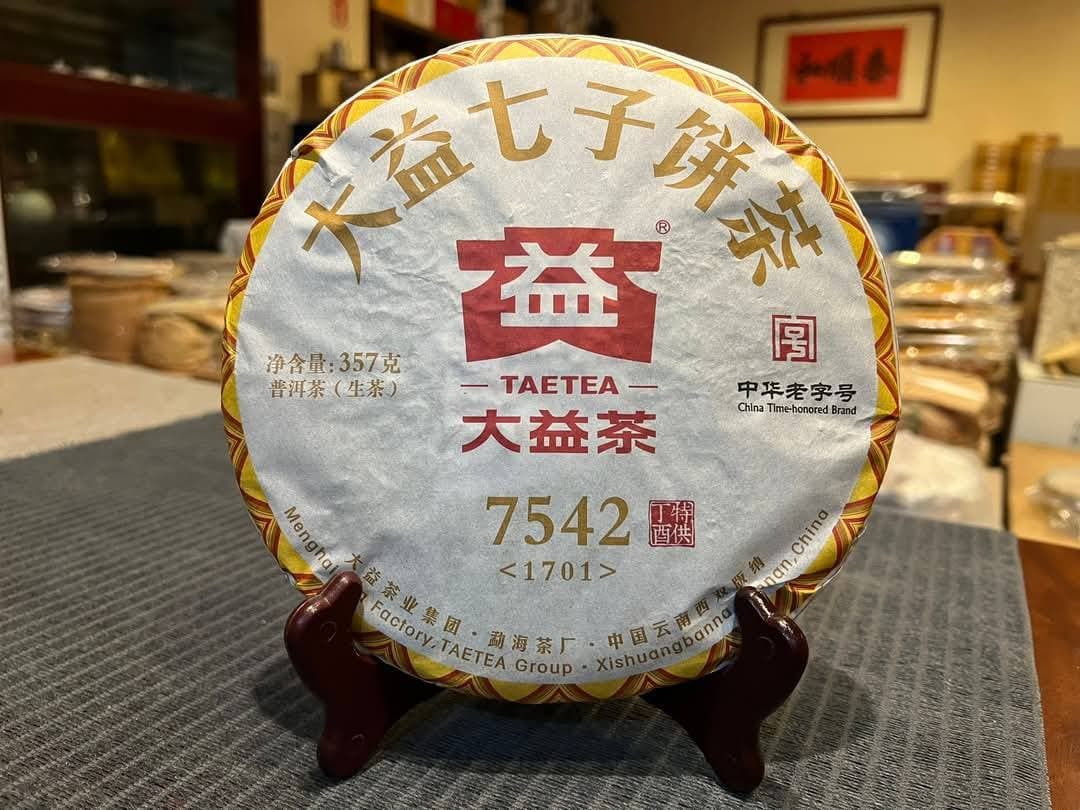 大益七子饼茶
益
®
TAETEA
大益茶
净含量:357克
普洱茶（生茶）
中华老字号
China Time-honored Brand
7542
特供
丁酉
<1701>
大益茶业集团·勐海茶厂·中国云南西双版纳
Factory, TAETEA Group · Xishuangbanna China